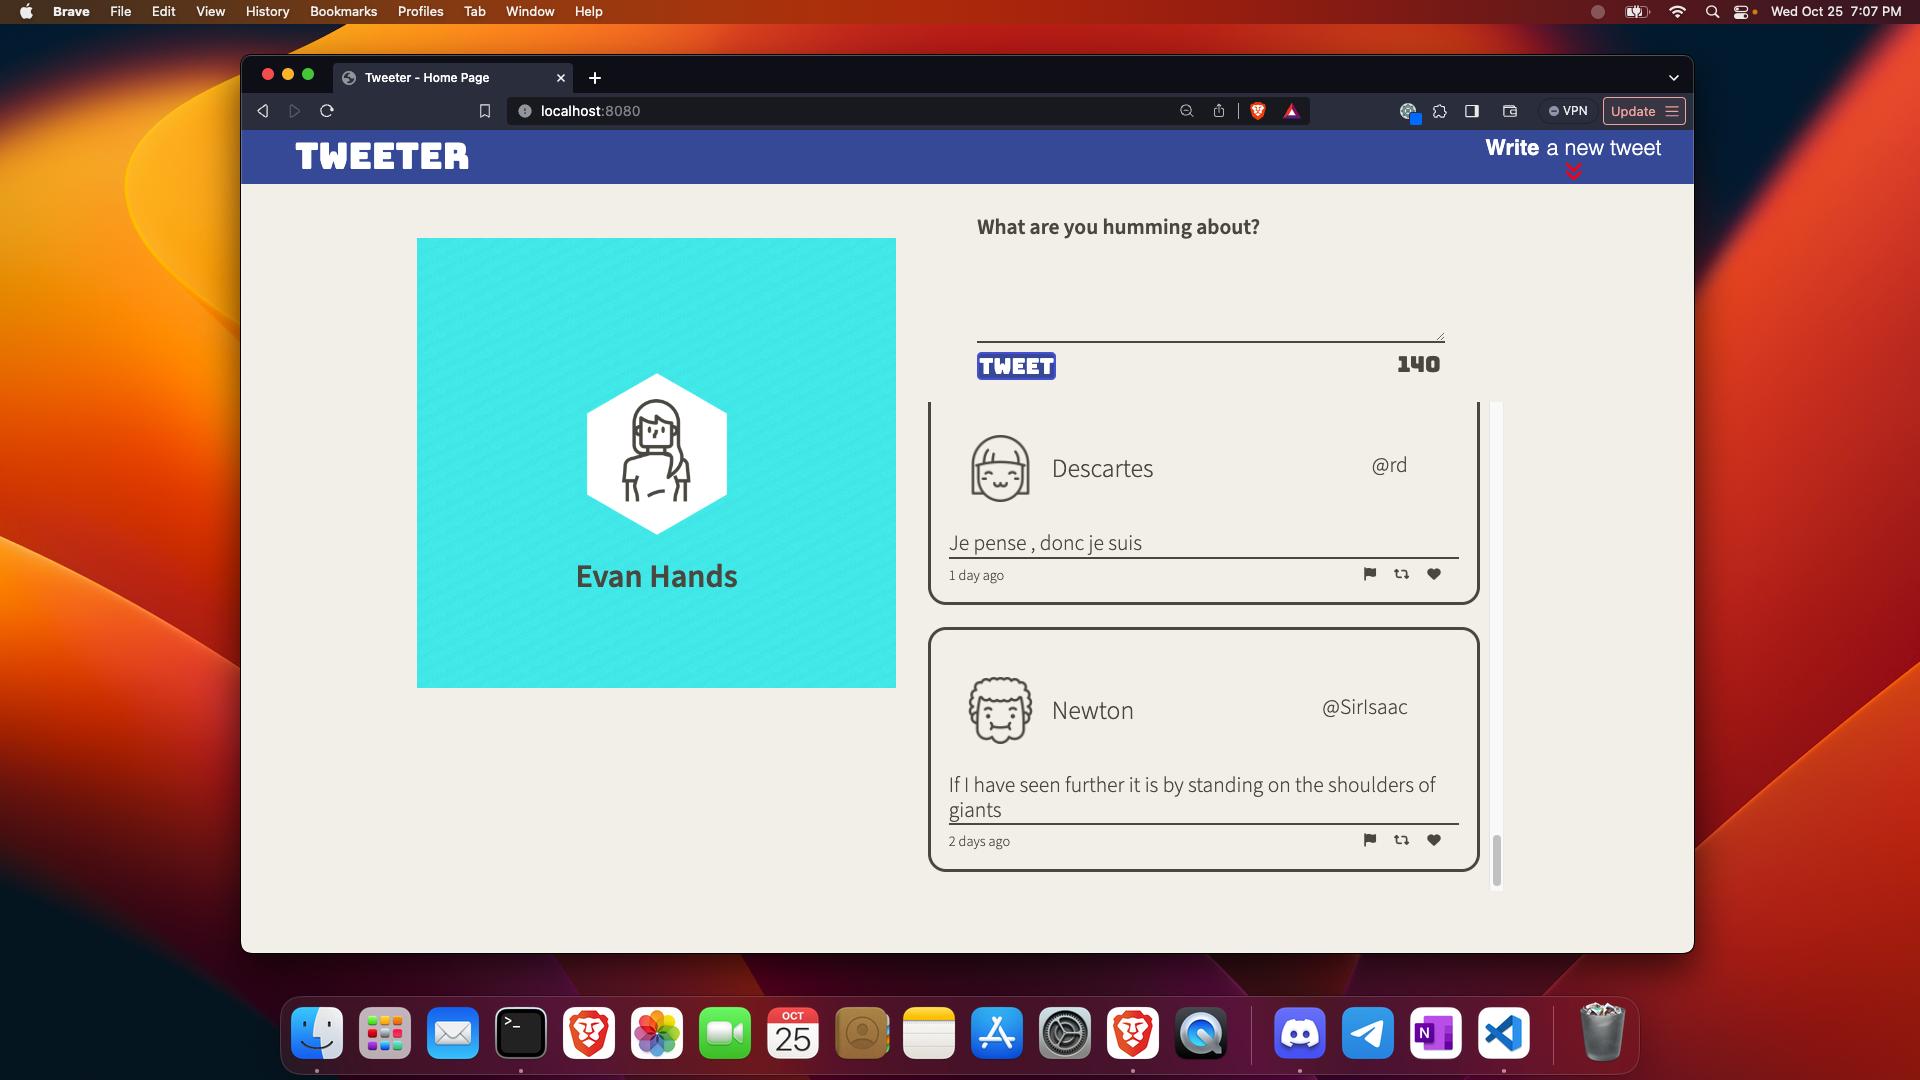 Brave File Edit View History Bookmarks Profiles Tab Window Help Wed Oct 25 7:07 PM
Tweeter - Home Page
localhost:8080 VPN Update
TWEETER
Write a new tweet
What are you humming about?
TWEET 140
Evan Hands
Descartes @rd
Je pense , donc je suis
1 day ago
Newton @SirIsaac
If I have seen further it is by standing on the shoulders of
giants
2 days ago
>_
OCT
25
N